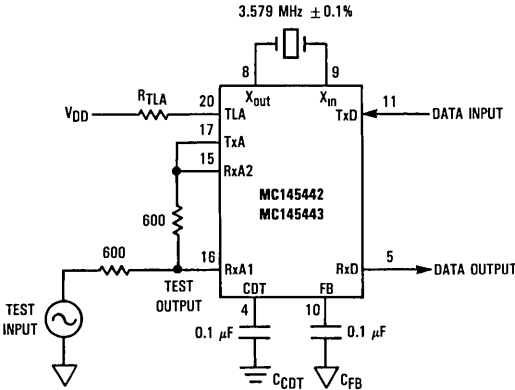 3.579 MHz ±0.1%
8 9
Xout Xin
VDD RTLA 20 TLA TxD 11 DATA INPUT
17 TxA
15 RxA2
MC145442
MC145443
600
600 16 RxA1 RxD 5 DATA OUTPUT
TEST OUTPUT
CDT FB
TEST INPUT
4 10
0.1 μF 0.1 μF
CCDT CFB